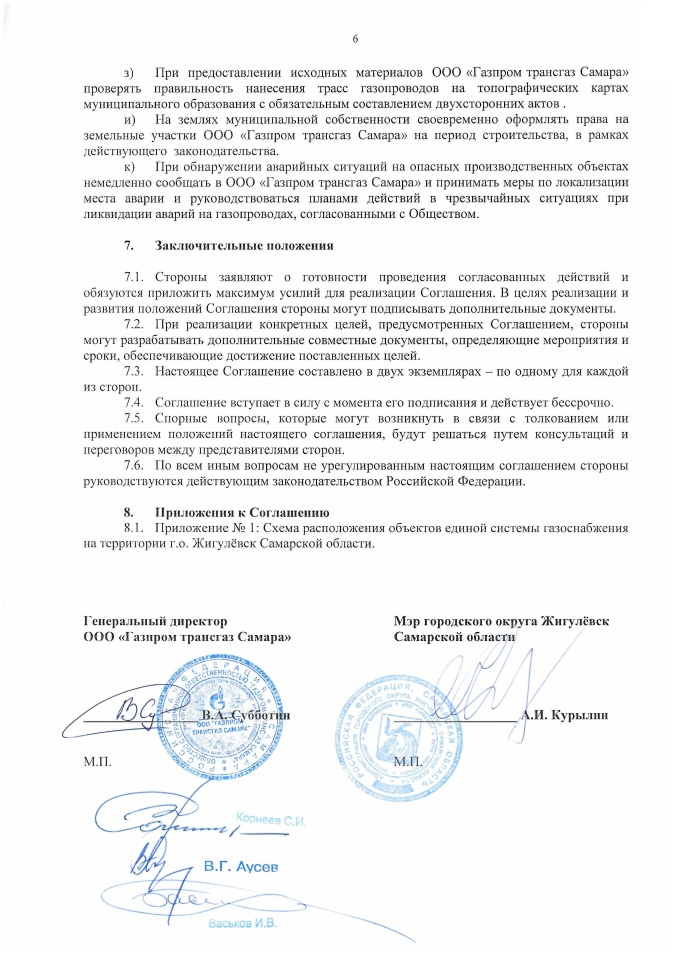 6
з) При предоставлении исходных материалов ООО «Газпром трансгаз Самара»
проверять правильность нанесения трасс газопроводов на топографических картах
муниципального образования с обязательным составлением двухсторонних актов .
и) На землях муниципальной собственности своевременно оформлять права на
земельные участки ООО «Газпром трансгаз Самара» на период строительства, в рамках
действующего законодательства.
к) При обнаружении аварийных ситуаций на опасных производственных объектах
немедленно сообщать в ООО «Газпром трансгаз Самара» и принимать меры по локализации
места аварии и руководствоваться планами действий в чрезвычайных ситуациях при
ликвидации аварий на газопроводах, согласованными с Обществом.
7. Заключительные положения
7.1. Стороны заявляют о готовности проведения согласованных действий и
обязуются приложить максимум усилий для реализации Соглашения. В целях реализации и
развития положений Соглашения стороны могут подписывать дополнительные документы.
7.2. При реализации конкретных целей, предусмотренных Соглашением, стороны
могут разрабатывать дополнительные совместные документы, определяющие мероприятия и
сроки, обеспечивающие достижение поставленных целей.
7.3. Настоящее Соглашение составлено в двух экземплярах – по одному для каждой
из сторон.
7.4. Соглашение вступает в силу с момента его подписания и действует бессрочно.
7.5. Спорные вопросы, которые могут возникнуть в связи с толкованием или
применением положений настоящего соглашения, будут решаться путем консультаций и
переговоров между представителями сторон.
7.6. По всем иным вопросам не урегулированным настоящим соглашением стороны
руководствуются действующим законодательством Российской Федерации.
8. Приложения к Соглашению
8.1. Приложение № 1: Схема расположения объектов единой системы газоснабжения
на территории г.о. Жигулёвск Самарской области.
Генеральный директор
ООО «Газпром трансгаз Самара»
Мэр городского округа Жигулёвск
Самарской области
В.А. Субботин
ООО "ГАЗПРОМ
ТРАНСГАЗ САМАРА"
А.И. Курылин
М.П.
М.П.
Корнеев С.И.
В.Г. Аусев
Васьков И.В.